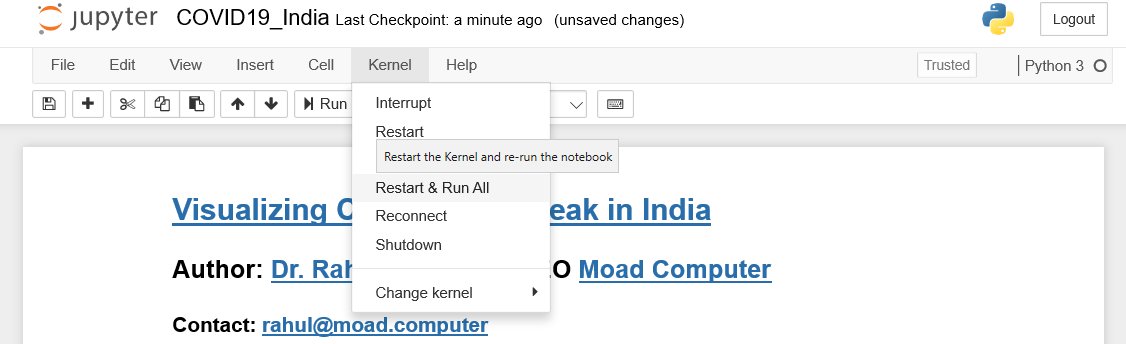 jupyter COVID19_India Last Checkpoint: a minute ago (unsaved changes) Logout
File Edit View Insert Cell Kernel Help Trusted Python 3
Run
Interrupt
Restart
Restart the Kernel and re-run the notebook
Restart & Run All
Reconnect
Shutdown
Change kernel
Visualizing C eak in India
Author: Dr. Rah O Moad Computer
Contact: rahul@moad.computer